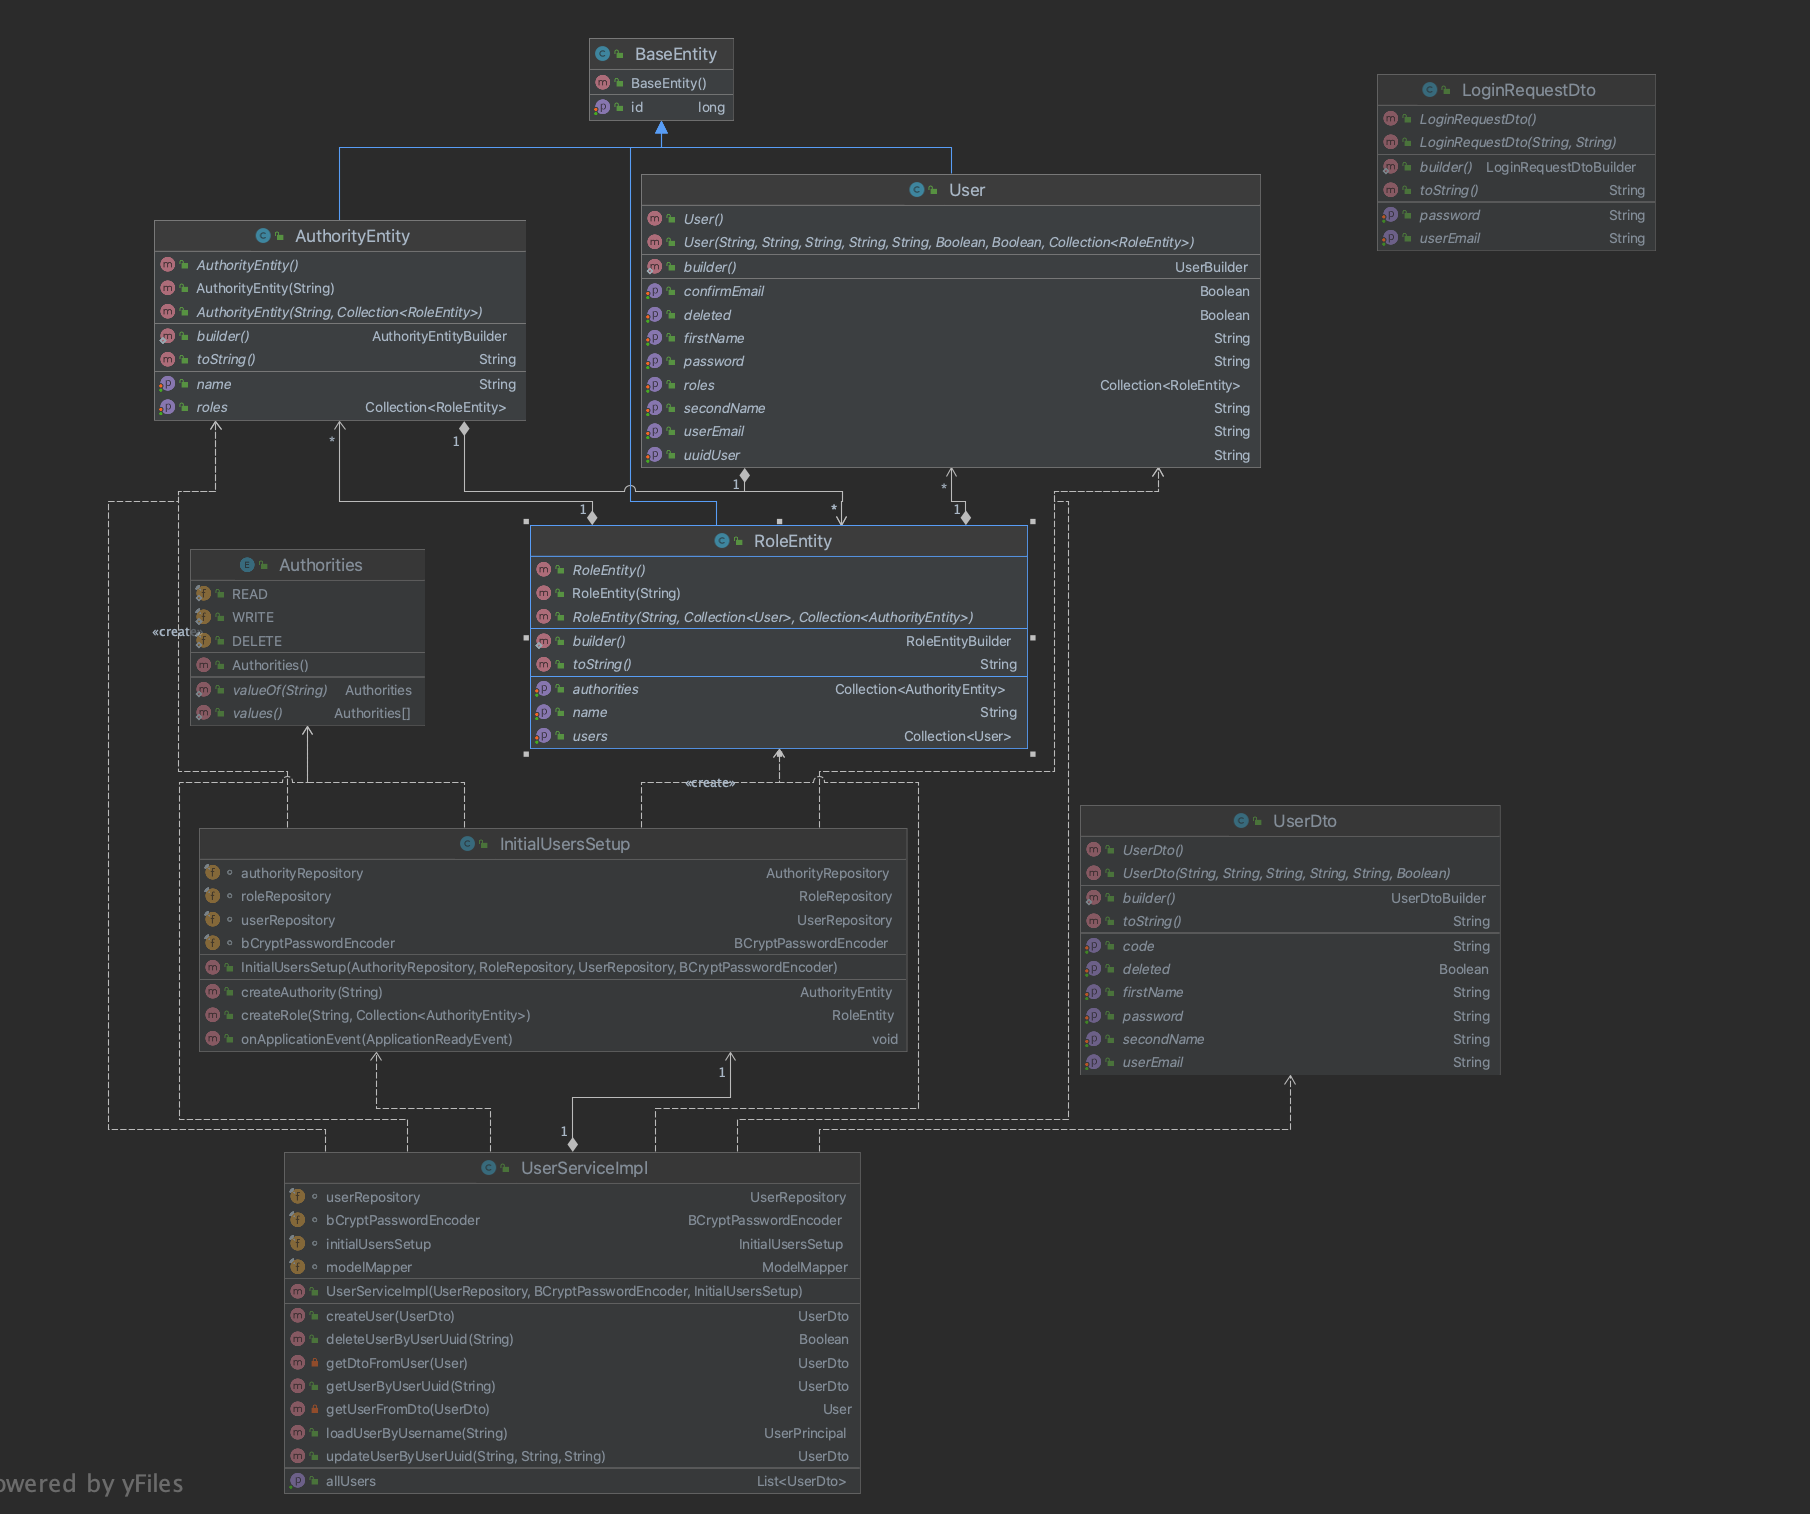 BaseEntity
BaseEntity()
id long
LoginRequestDto
LoginRequestDto()
LoginRequestDto(String, String)
builder() LoginRequestDtoBuilder
toString() String
password String
userEmail String
User
User()
User(String, String, String, String, String, Boolean, Boolean, Collection<RoleEntity>)
builder() UserBuilder
confirmEmail Boolean
deleted Boolean
firstName String
password String
roles Collection<RoleEntity>
secondName String
userEmail String
uuidUser String
AuthorityEntity
AuthorityEntity()
AuthorityEntity(String)
AuthorityEntity(String, Collection<RoleEntity>)
builder() AuthorityEntityBuilder
toString() String
name String
roles Collection<RoleEntity>
* 1 1 *
1 * 1
RoleEntity
RoleEntity()
RoleEntity(String)
RoleEntity(String, Collection<User>, Collection<AuthorityEntity>)
builder() RoleEntityBuilder
toString() String
authorities Collection<AuthorityEntity>
name String
users Collection<User>
Authorities
READ
WRITE
DELETE
Authorities()
valueOf(String) Authorities
values() Authorities[]
«create»
«create»
InitialUsersSetup
authorityRepository AuthorityRepository
roleRepository RoleRepository
userRepository UserRepository
bCryptPasswordEncoder BCryptPasswordEncoder
InitialUsersSetup(AuthorityRepository, RoleRepository, UserRepository, BCryptPasswordEncoder)
createAuthority(String) AuthorityEntity
createRole(String, Collection<AuthorityEntity>) RoleEntity
onApplicationEvent(ApplicationReadyEvent) void
UserDto
UserDto()
UserDto(String, String, String, String, String, Boolean)
builder() UserDtoBuilder
toString() String
code String
deleted Boolean
firstName String
password String
secondName String
userEmail String
1
1
UserServiceImpl
userRepository UserRepository
bCryptPasswordEncoder BCryptPasswordEncoder
initialUsersSetup InitialUsersSetup
modelMapper ModelMapper
UserServiceImpl(UserRepository, BCryptPasswordEncoder, InitialUsersSetup)
createUser(UserDto) UserDto
deleteUserByUserUuid(String) Boolean
getDtoFromUser(User) UserDto
getUserByUserUuid(String) UserDto
getUserFromDto(UserDto) User
loadUserByUsername(String) UserPrincipal
updateUserByUserUuid(String, String, String) UserDto
allUsers List<UserDto>
owered by yFiles